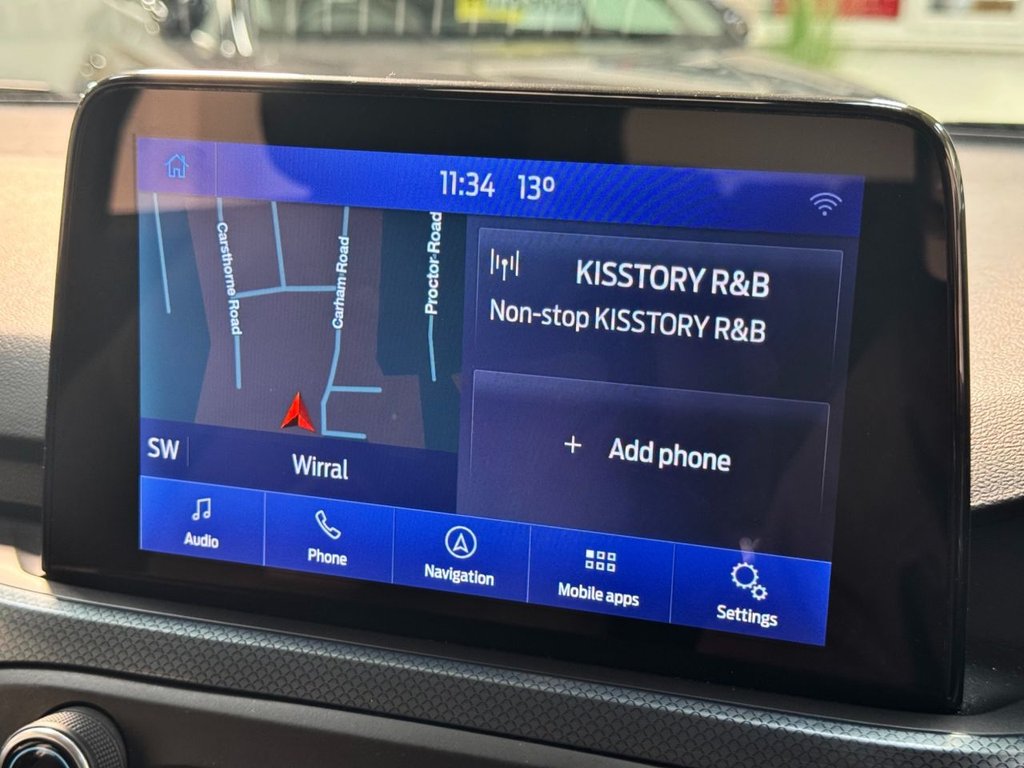 11:34 13º
Carsthorne Road
Carham Road
Proctor Road
KISSTORY R&B
Non-stop KISSTORY R&B
+ Add phone
SW
Wirral
Audio
Phone
Navigation
Mobile apps
Settings